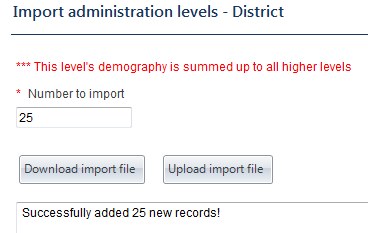 Import administration levels - District
*** This level's demography is summed up to all higher levels
* Number to import
25
Download import file Upload import file
Successfully added 25 new records!